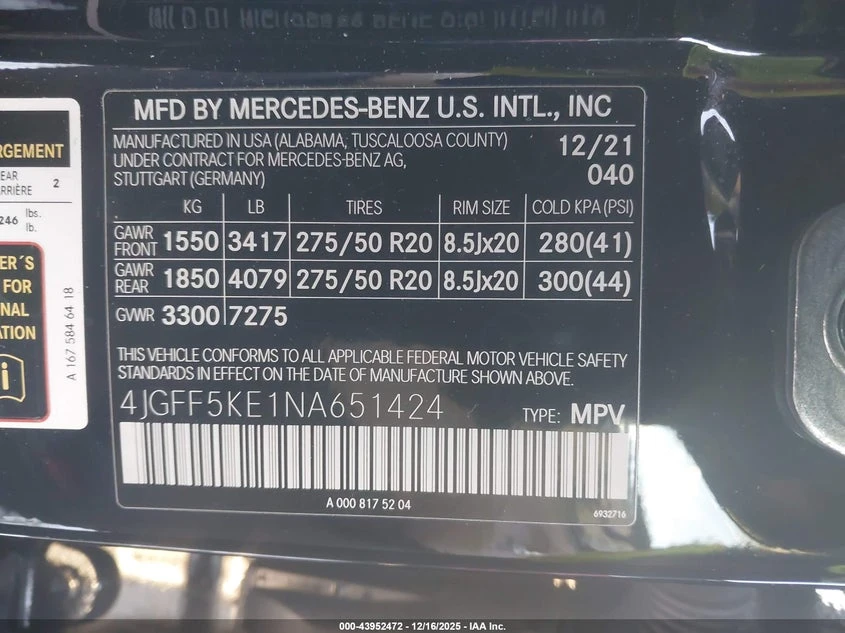 MFD BY MERCEDES-BENZ U.S. INTL., INC
MANUFACTURED IN USA (ALABAMA, TUSCALOOSA COUNTY) 12/21
UNDER CONTRACT FOR MERCEDES-BENZ AG,
STUTTGART (GERMANY) 040
KG LB TIRES RIM SIZE COLD KPA (PSI)
GAWR FRONT 1550 3417 275/50 R20 8.5Jx20 280(41)
GAWR REAR 1850 4079 275/50 R20 8.5Jx20 300(44)
GVWR 3300 7275
THIS VEHICLE CONFORMS TO ALL APPLICABLE FEDERAL MOTOR VEHICLE SAFETY
STANDARDS IN EFFECT ON THE DATE OF MANUFACTURE SHOWN ABOVE.
4JGFF5KE1NA651424 TYPE: MPV
A 000 817 52 04
6932716
RGEMENT
EAR
RRIÈRE 2
246 lbs.
lb.
ER´S
FOR
NAL
ATION
i
A 167 584 64 18
000-43952472 – 12/16/2025 – IAA Inc.